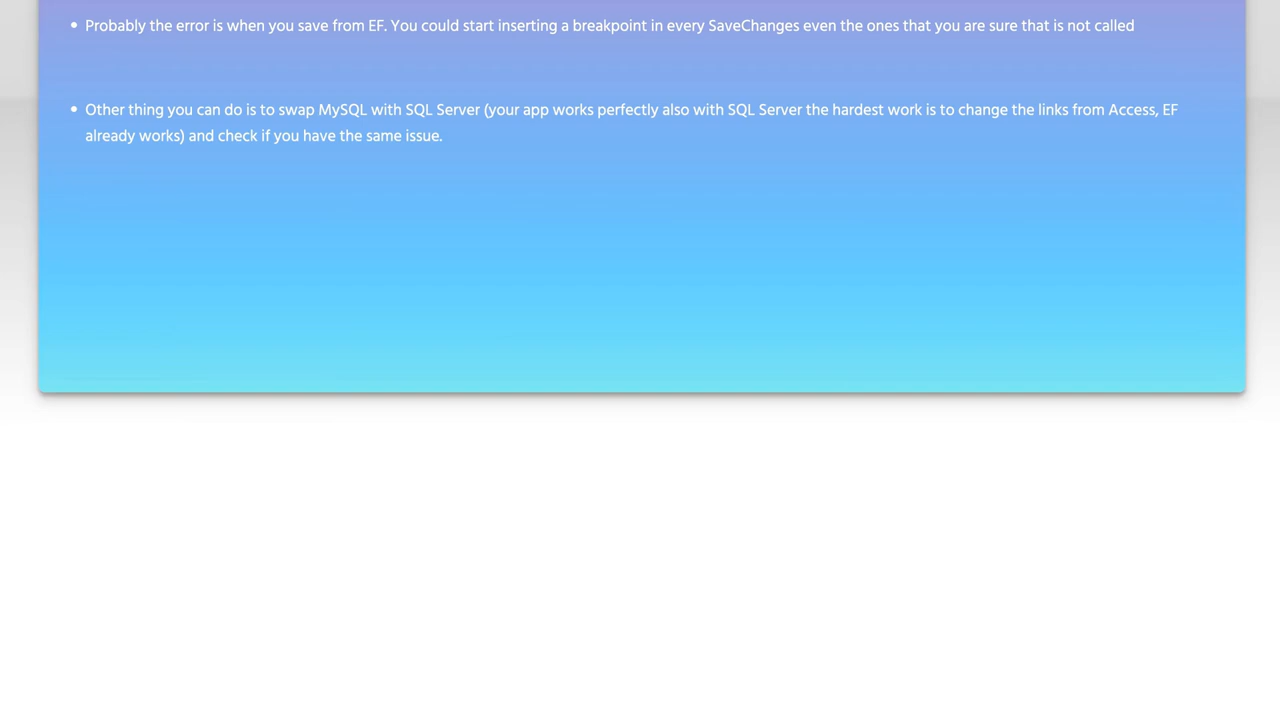 • Probably the error is when you save from EF. You could start inserting a breakpoint in every SaveChanges even the ones that you are sure that is not called
• Other thing you can do is to swap MySQL with SQL Server (your app works perfectly also with SQL Server the hardest work is to change the links from Access, EF
already works) and check if you have the same issue.